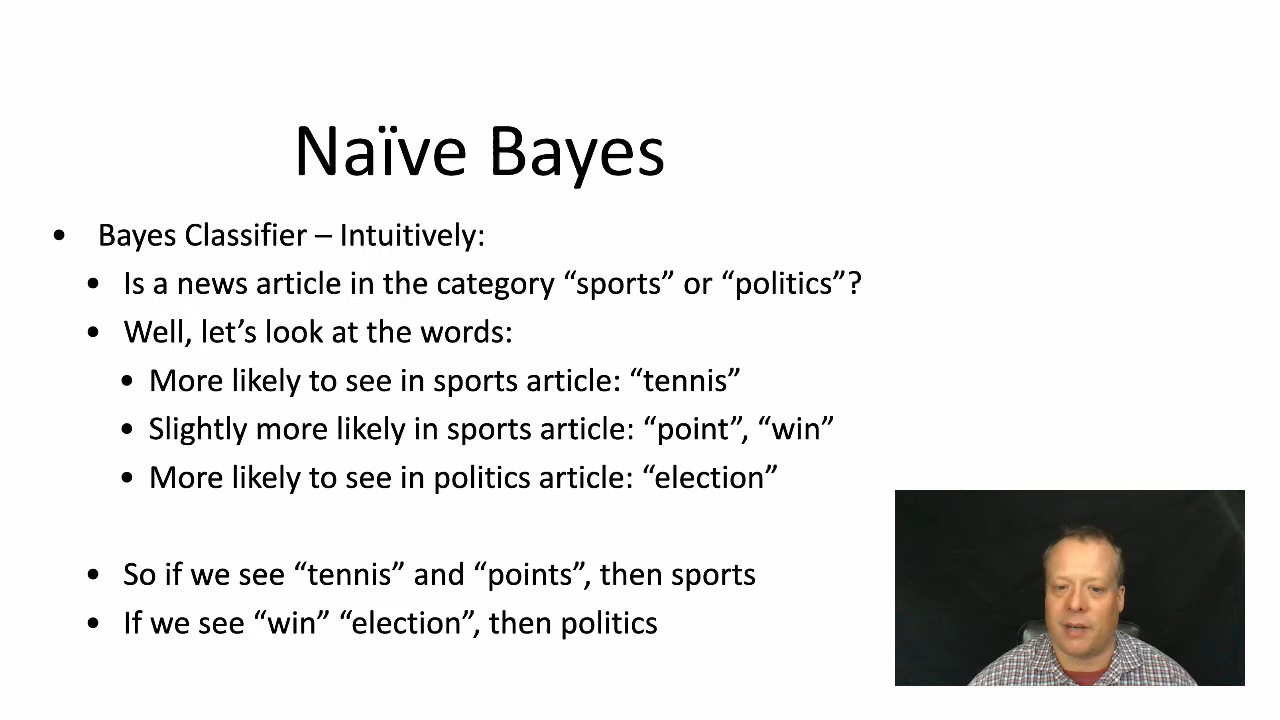 Naïve Bayes
• Bayes Classifier – Intuitively:
• Is a news article in the category “sports” or “politics”?
• Well, let’s look at the words:
• More likely to see in sports article: “tennis”
• Slightly more likely in sports article: “point”, “win”
• More likely to see in politics article: “election”
• So if we see “tennis” and “points”, then sports
• If we see “win” “election”, then politics